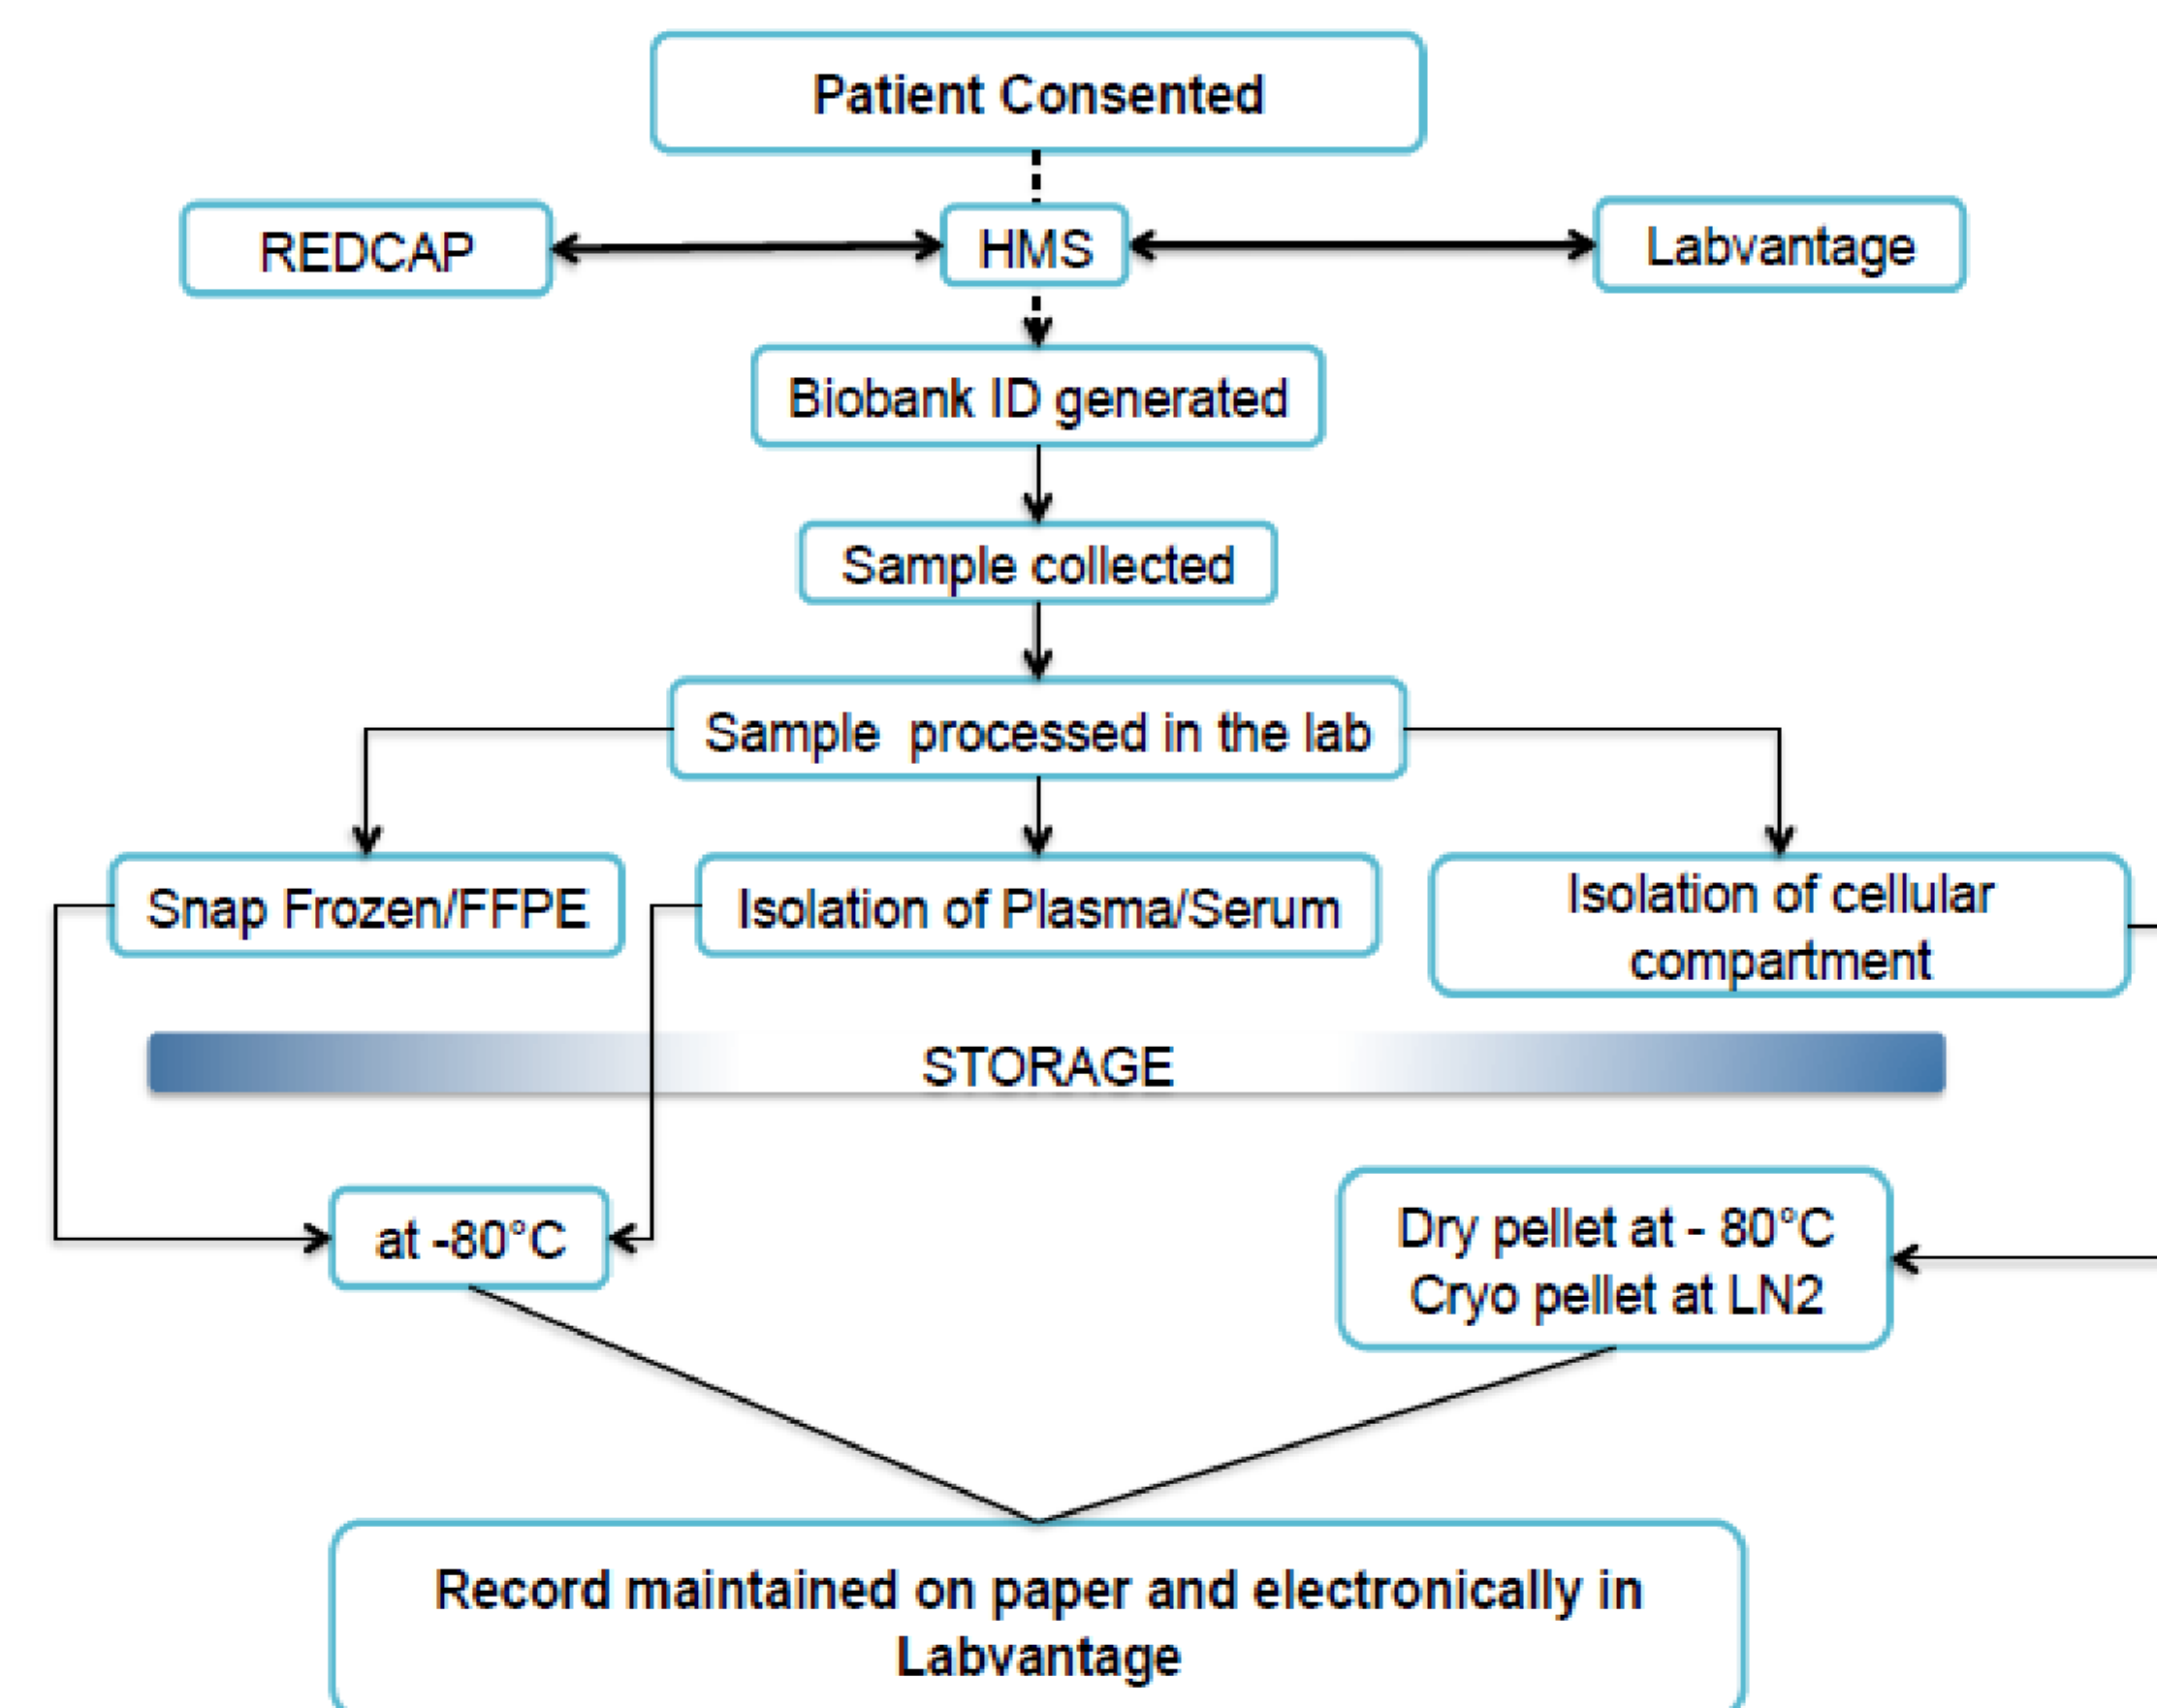 Patient Consented
REDCAP
HMS
Labvantage
Biobank ID generated
Sample collected
Sample processed in the lab
Snap Frozen/FFPE
Isolation of Plasma/Serum
Isolation of cellular
compartment
STORAGE
at -80°C
Dry pellet at - 80°C
Cryo pellet at LN2
Record maintained on paper and electronically in
Labvantage